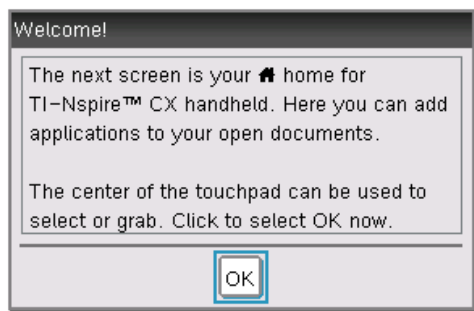 Welcome!
The next screen is your home for
TI-Nspire™ CX handheld. Here you can add
applications to your open documents.
The center of the touchpad can be used to
select or grab. Click to select OK now.
OK